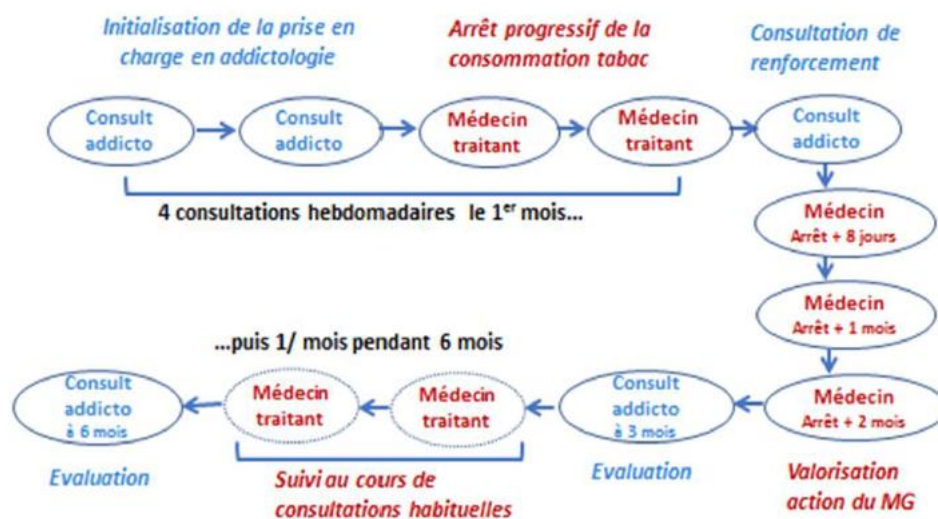 Initialisation de la prise en
charge en addictologie
Arrêt progressif de la
consommation tabac
Consultation de
renforcement
Consult
addicto
Consult
addicto
Médecin
traitant
Médecin
traitant
Consult
addicto
4 consultations hebdomadaires le 1er mois...
Médecin
Arrêt + 8 jours
Médecin
Arrêt + 1 mois
Médecin
Arrêt + 2 mois
...puis 1/ mois pendant 6 mois
Consult
addicto
à 3 mois
Médecin
traitant
Médecin
traitant
Consult
addicto
à 6 mois
Evaluation
Suivi au cours de
consultations habituelles
Evaluation
Valorisation
action du MG